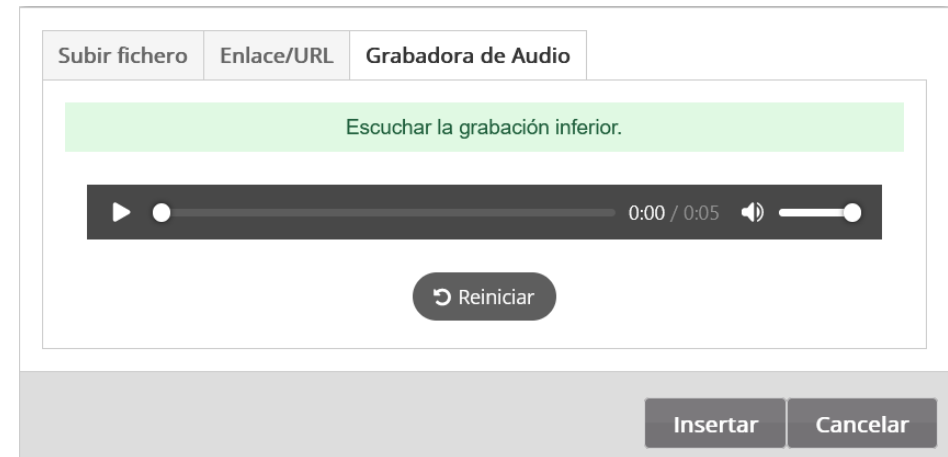 Subir fichero Enlace/URL Grabadora de Audio
Escuchar la grabación inferior.
0:00 / 0:05
Reiniciar
Insertar Cancelar